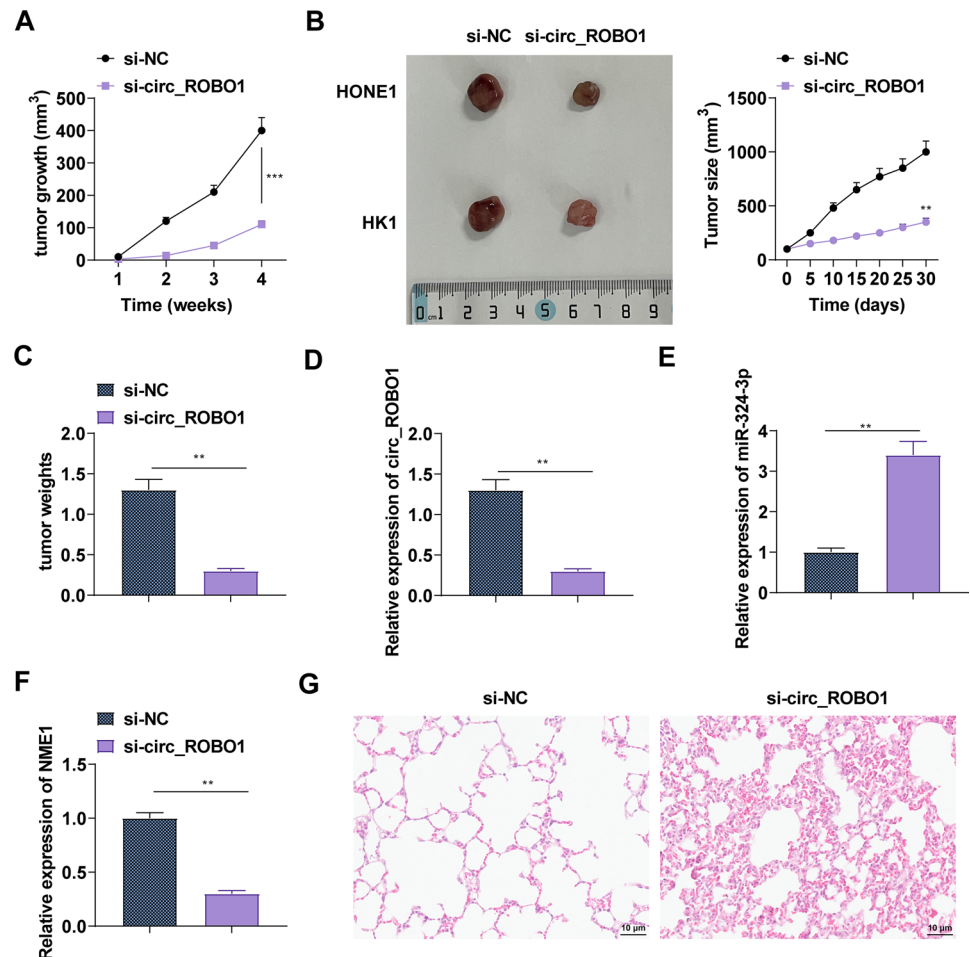 A
si-NC
si-circ_ROBO1
tumor growth (mm3)
500
400
300
200
100
0
1 2 3 4
Time (weeks)
***
B
si-NC si-circ_ROBO1
HONE1
HK1
0 cm 1 2 3 4 5 6 7 8 9
si-NC
si-circ_ROBO1
Tumor size (mm3)
1500
1000
500
0
**
0 5 10 15 20 25 30
Time (days)
C
si-NC
si-circ_ROBO1
tumor weights
2.0
1.5
1.0
0.5
0.0
**
D
Relative expression of circ_ROBO1
2.0
1.5
1.0
0.5
0.0
**
E
Relative expression of miR-324-3p
4
3
2
1
0
**
F
si-NC
si-circ_ROBO1
Relative expression of NME1
1.5
1.0
0.5
0.0
**
G
si-NC
si-circ_ROBO1
10 μm
10 μm